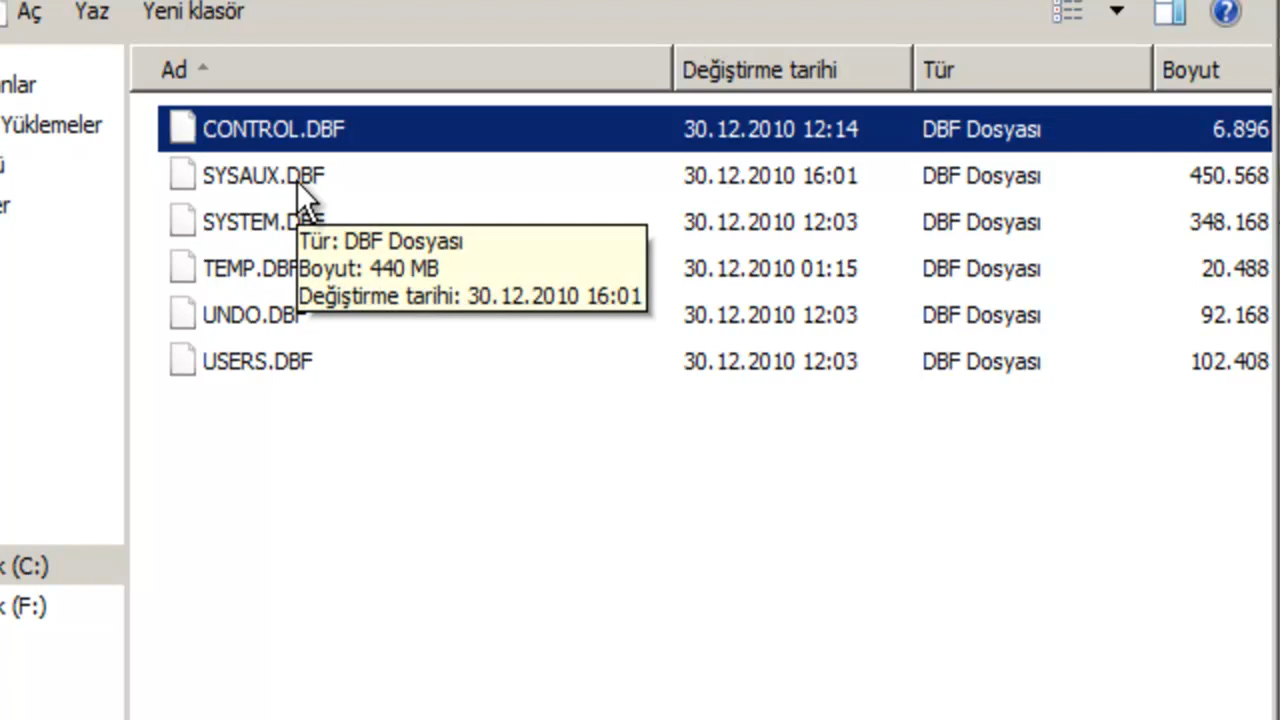 Aç Yaz Yeni klasör
Ad Değiştirme tarihi Tür Boyut
CONTROL.DBF 30.12.2010 12:14 DBF Dosyası 6.896
SYSAUX.DBF 30.12.2010 16:01 DBF Dosyası 450.568
SYSTEM.DBF 30.12.2010 12:03 DBF Dosyası 348.168
TEMP.DBF 30.12.2010 01:15 DBF Dosyası 20.488
UNDO.DBF 30.12.2010 12:03 DBF Dosyası 92.168
USERS.DBF 30.12.2010 12:03 DBF Dosyası 102.408
Tür: DBF Dosyası
Boyut: 440 MB
Değiştirme tarihi: 30.12.2010 16:01
Yüklemeler
k (C:)
k (F:)